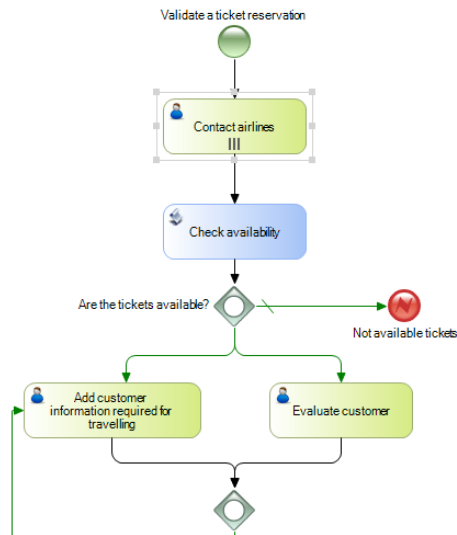 Validate a ticket reservation
Contact airlines
Check availability
Are the tickets available?
Not available tickets
Add customer
information required for
travelling
Evaluate customer